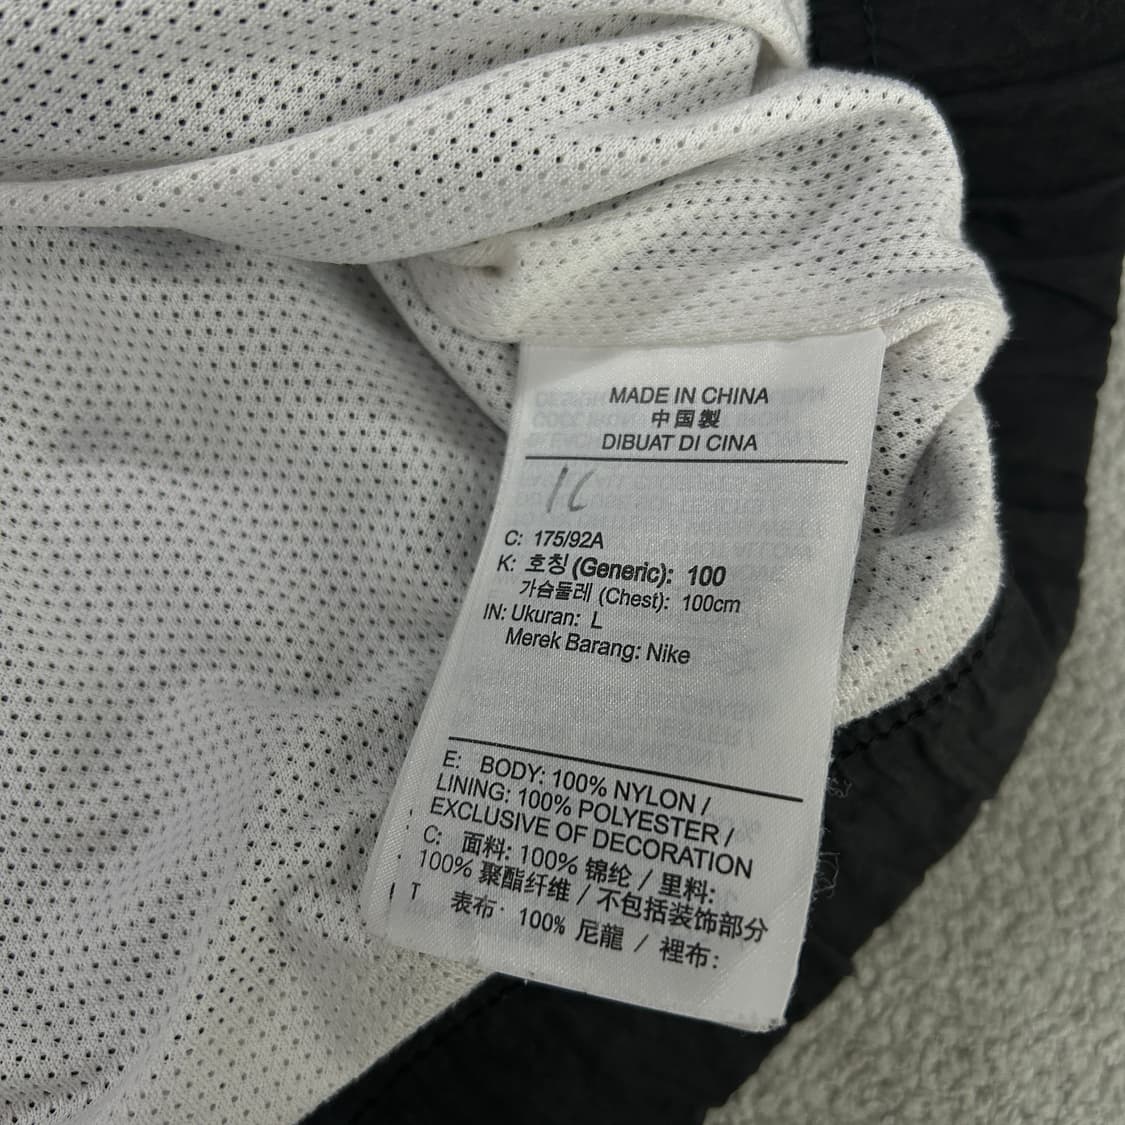 MADE IN CHINA
中国製
DIBUAT DI CINA
1C
C: 175/92A
K: 호칭 (Generic): 100
가슴둘레 (Chest): 100cm
IN: Ukuran: L
Merek Barang: Nike
E: BODY: 100% NYLON /
LINING: 100% POLYESTER /
EXCLUSIVE OF DECORATION
C: 面料: 100% 锦纶 / 里料:
100% 聚酯纤维 / 不包括装饰部分
T 表布: 100% 尼龍 / 裡布: